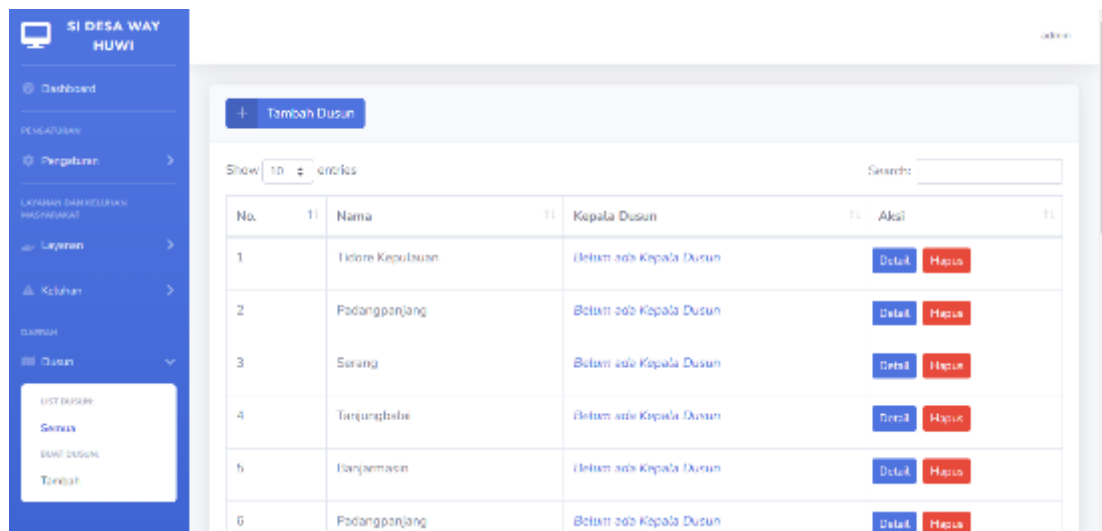 SI DESA WAY
HUWI
admin
Dashboard
+ Tambah Dusun
PENGATURAN
Pengaturan
Show 10 entries
Search:
LAYANAN DAN KELUHAN
MASYARAKAT
No. Nama Kepala Dusun Aksi
Layanan
1 Tidore Kepulauan Belum ada Kepala Dusun Detail Hapus
Keluhan
2 Padangpanjang Belum ada Kepala Dusun Detail Hapus
DAERAH
Dusun
3 Serang Belum ada Kepala Dusun Detail Hapus
LIST DUSUN:
Semua
4 Tanjungbalai Belum ada Kepala Dusun Detail Hapus
BUAT DUSUN:
Tambah
5 Banjarmasin Belum ada Kepala Dusun Detail Hapus
6 Padangpanjang Belum ada Kepala Dusun Detail Hapus